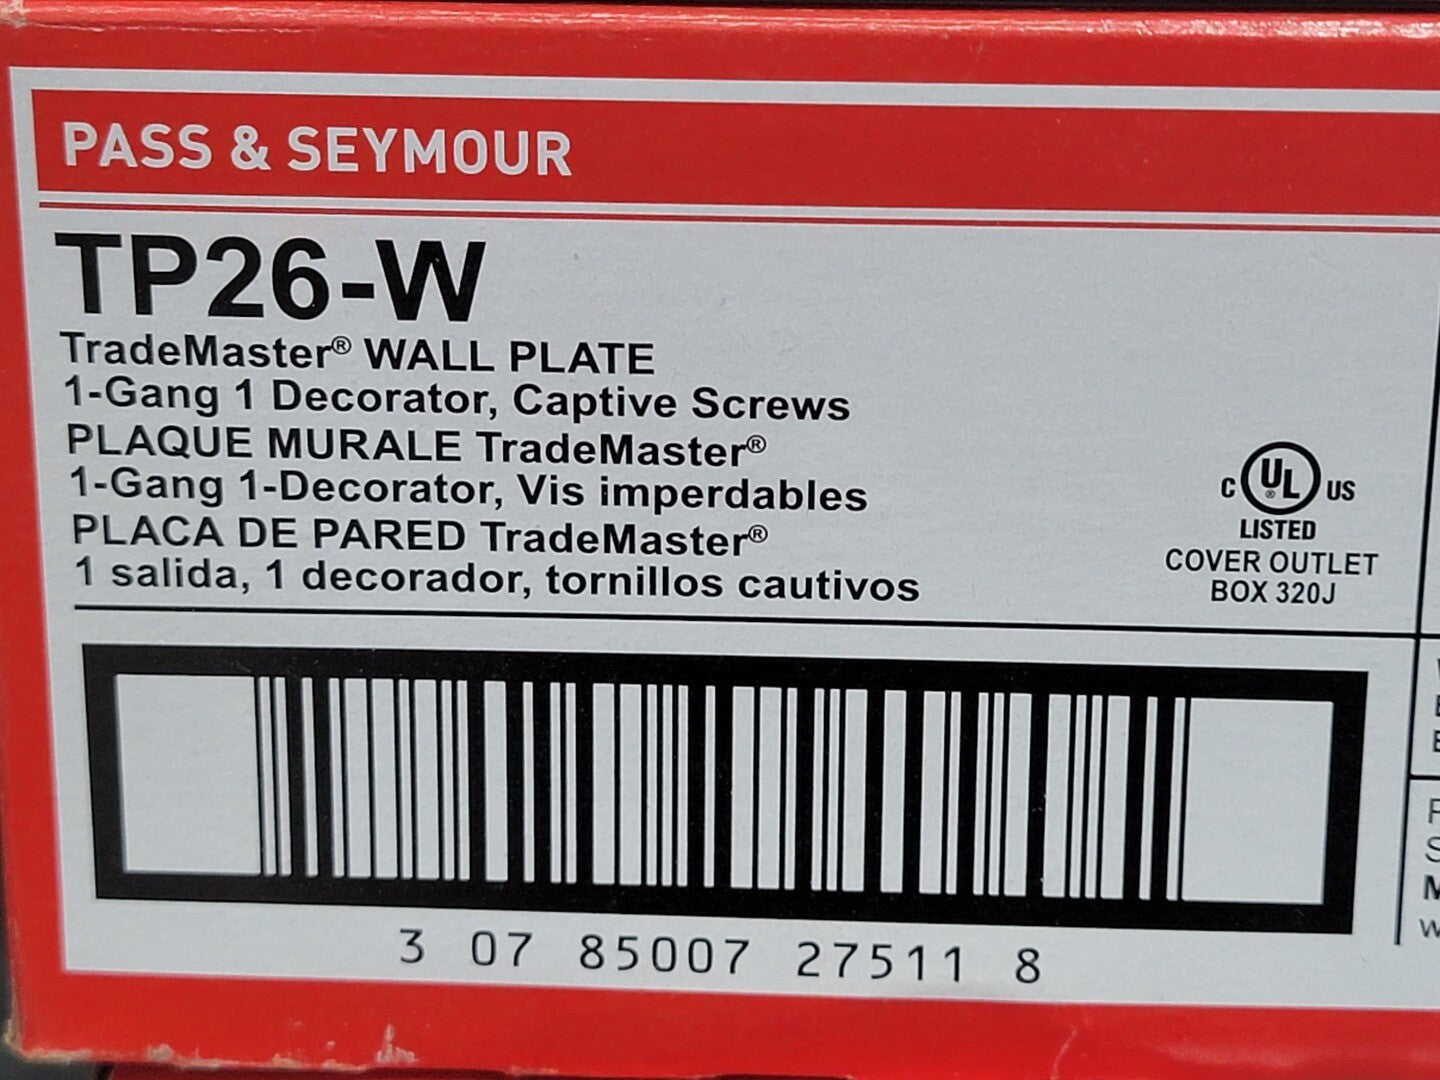 PASS & SEYMOUR
TP26-W
TradeMaster® WALL PLATE
1-Gang 1 Decorator, Captive Screws
PLAQUE MURALE TradeMaster®
1-Gang 1-Decorator, Vis imperdables
PLACA DE PARED TradeMaster®
1 salida, 1 decorador, tornillos cautivos
C UL® US
LISTED
COVER OUTLET
BOX 320J
3 07 85007 27511 8